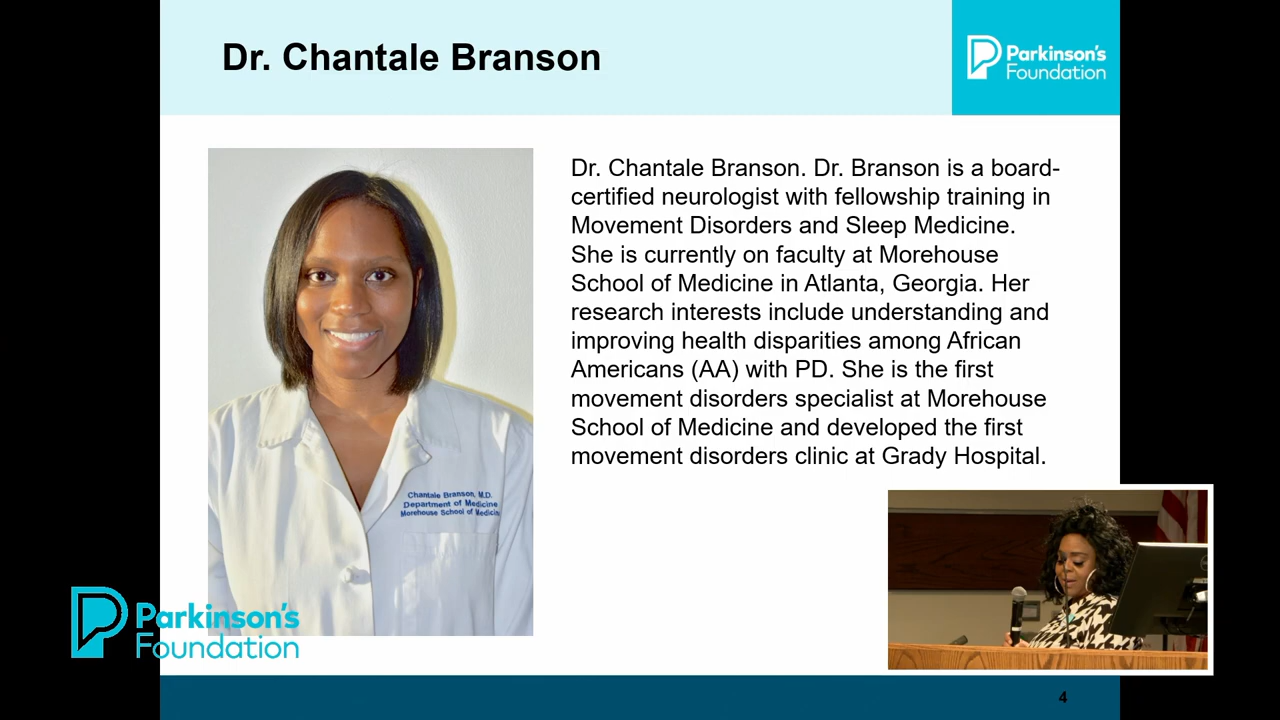 Dr. Chantale Branson
Parkinson's
Foundation
Dr. Chantale Branson. Dr. Branson is a board-
certified neurologist with fellowship training in
Movement Disorders and Sleep Medicine.
She is currently on faculty at Morehouse
School of Medicine in Atlanta, Georgia. Her
research interests include understanding and
improving health disparities among African
Americans (AA) with PD. She is the first
movement disorders specialist at Morehouse
School of Medicine and developed the first
movement disorders clinic at Grady Hospital.
Chantale Branson, M.D.
Department of Medicine
Morehouse School of Medicin
Parkinson's
Foundation
4